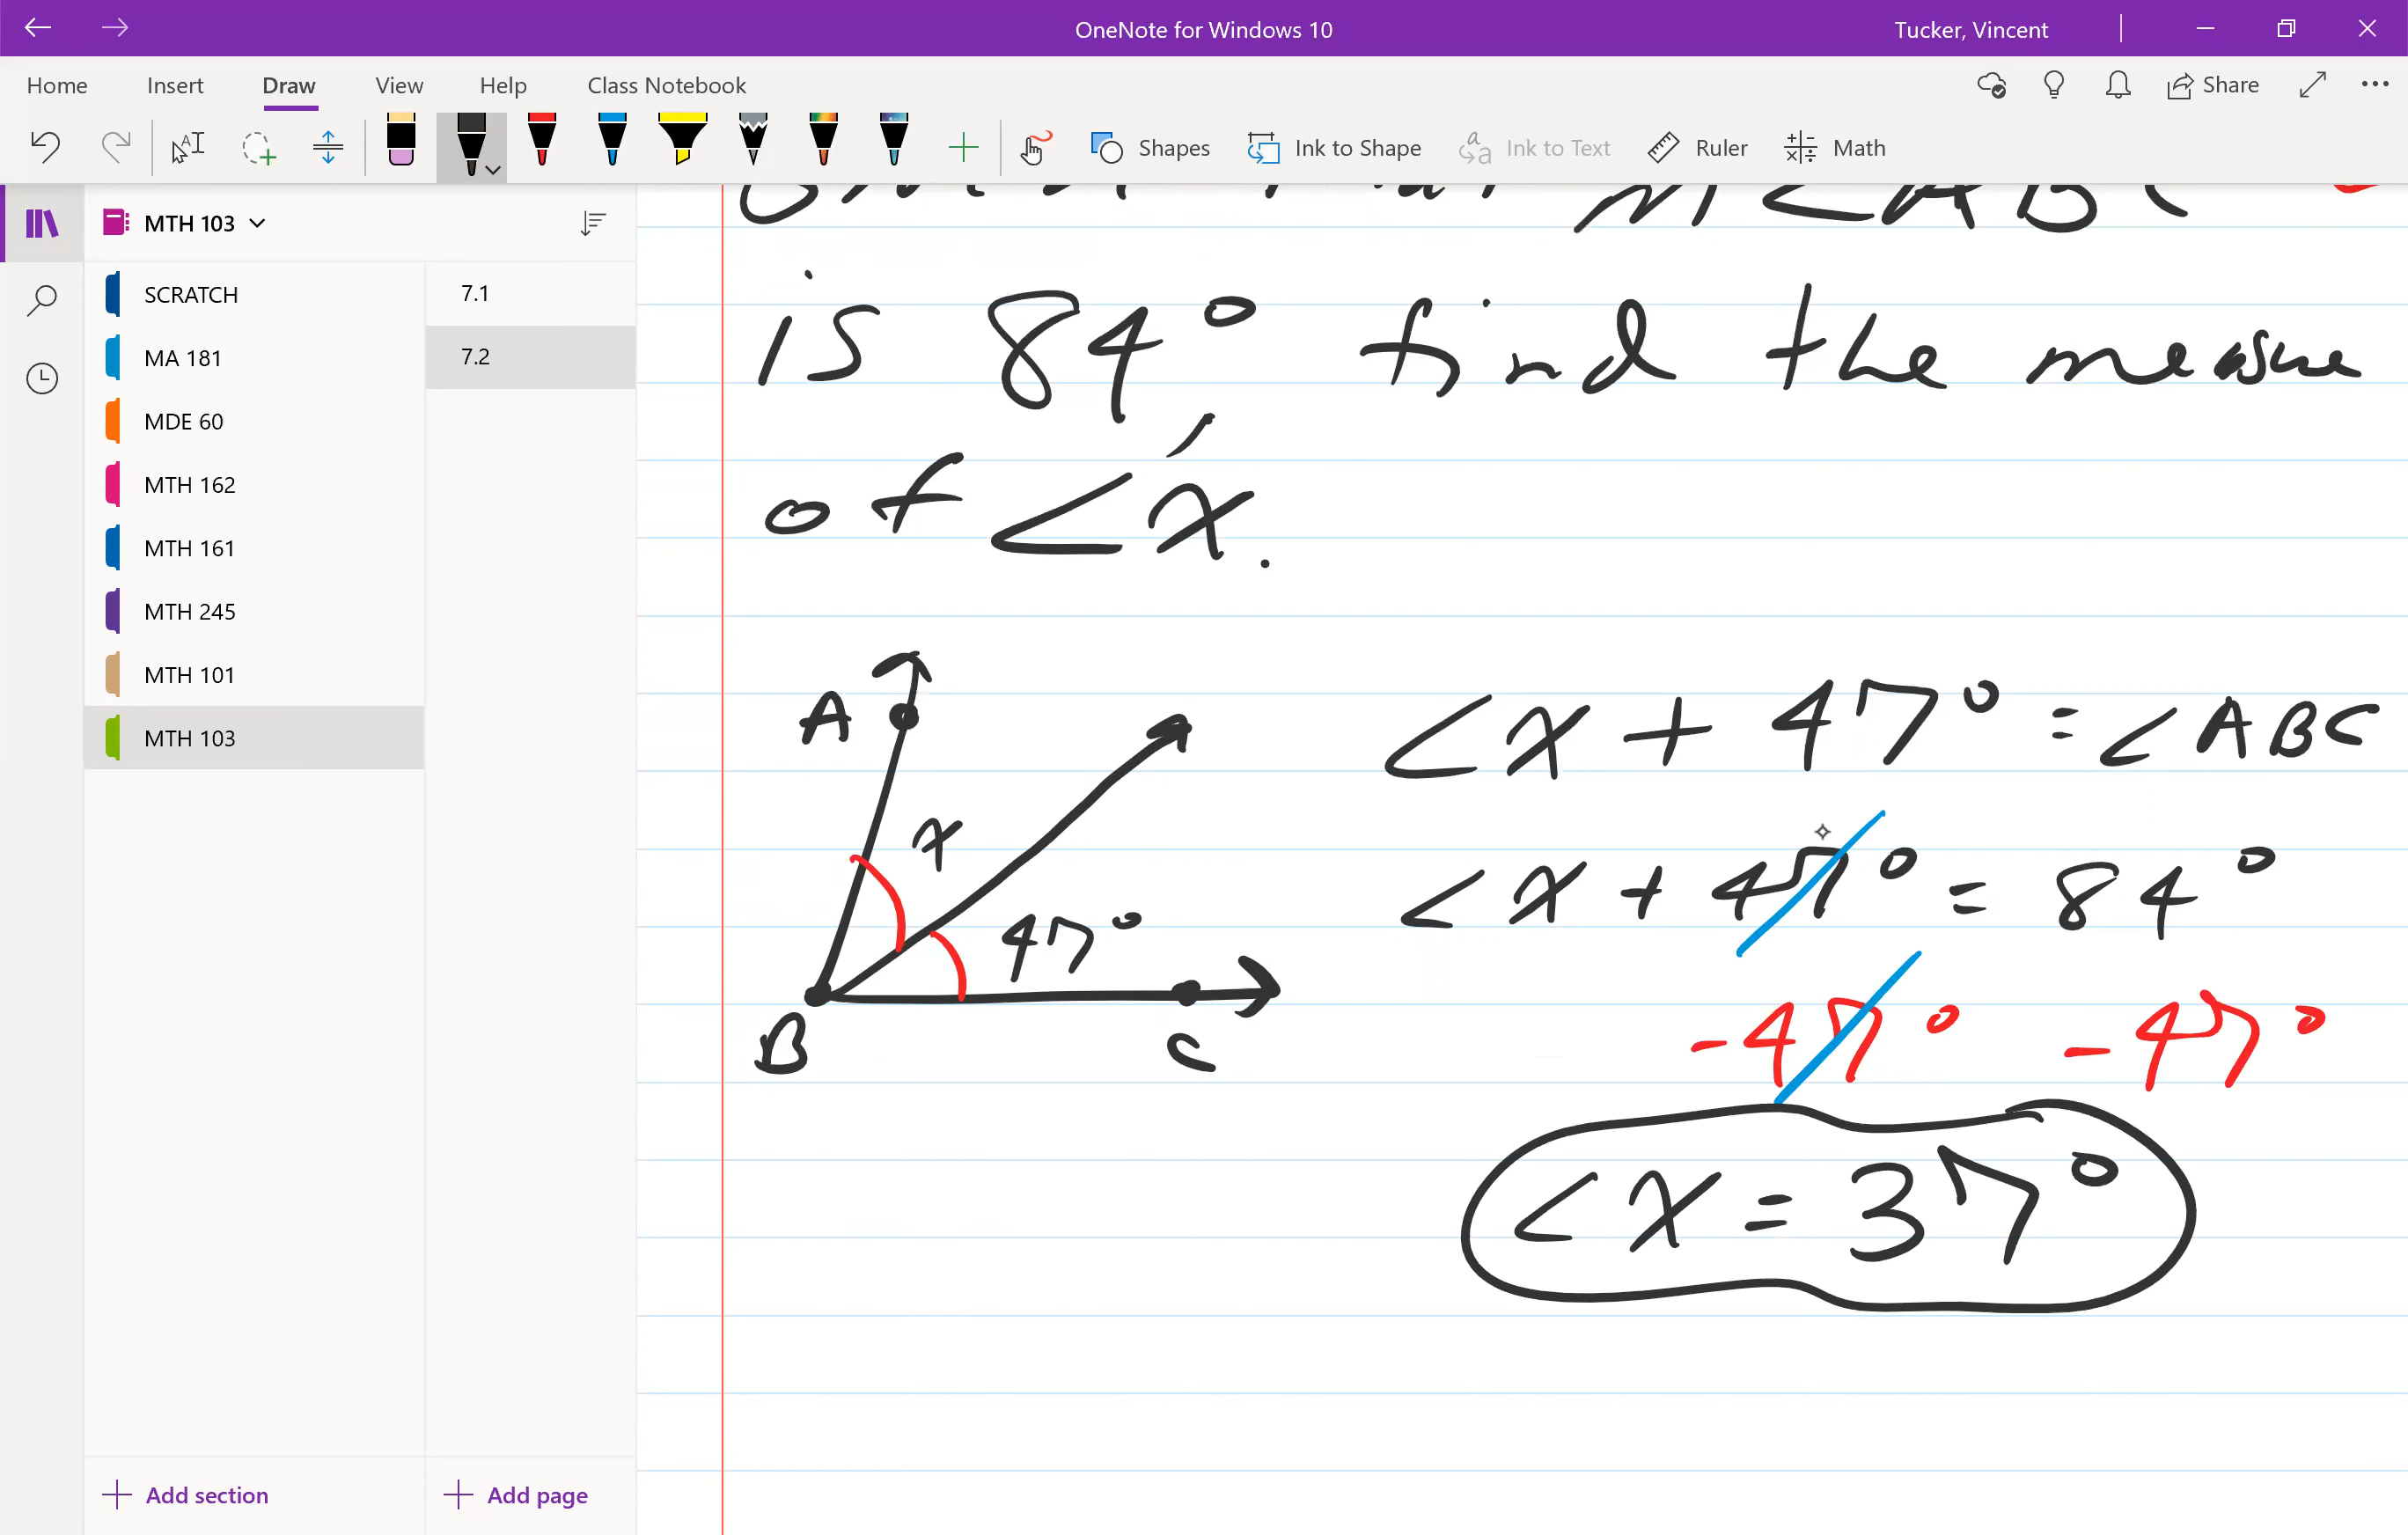 OneNote for Windows 10
Tucker, Vincent
Home Insert Draw View Help Class Notebook
Share
Shapes Ink to Shape Ink to Text Ruler Math
MTH 103
SCRATCH
MA 181
MDE 60
MTH 162
MTH 161
MTH 245
MTH 101
MTH 103
7.1
7.2
Add section
Add page
m<ABC
is 84°, find the measure
of <x.
A
x
47°
B
C
<x + 47° = <ABC
<x + 47° = 84°
-47° -47°
<x = 37°